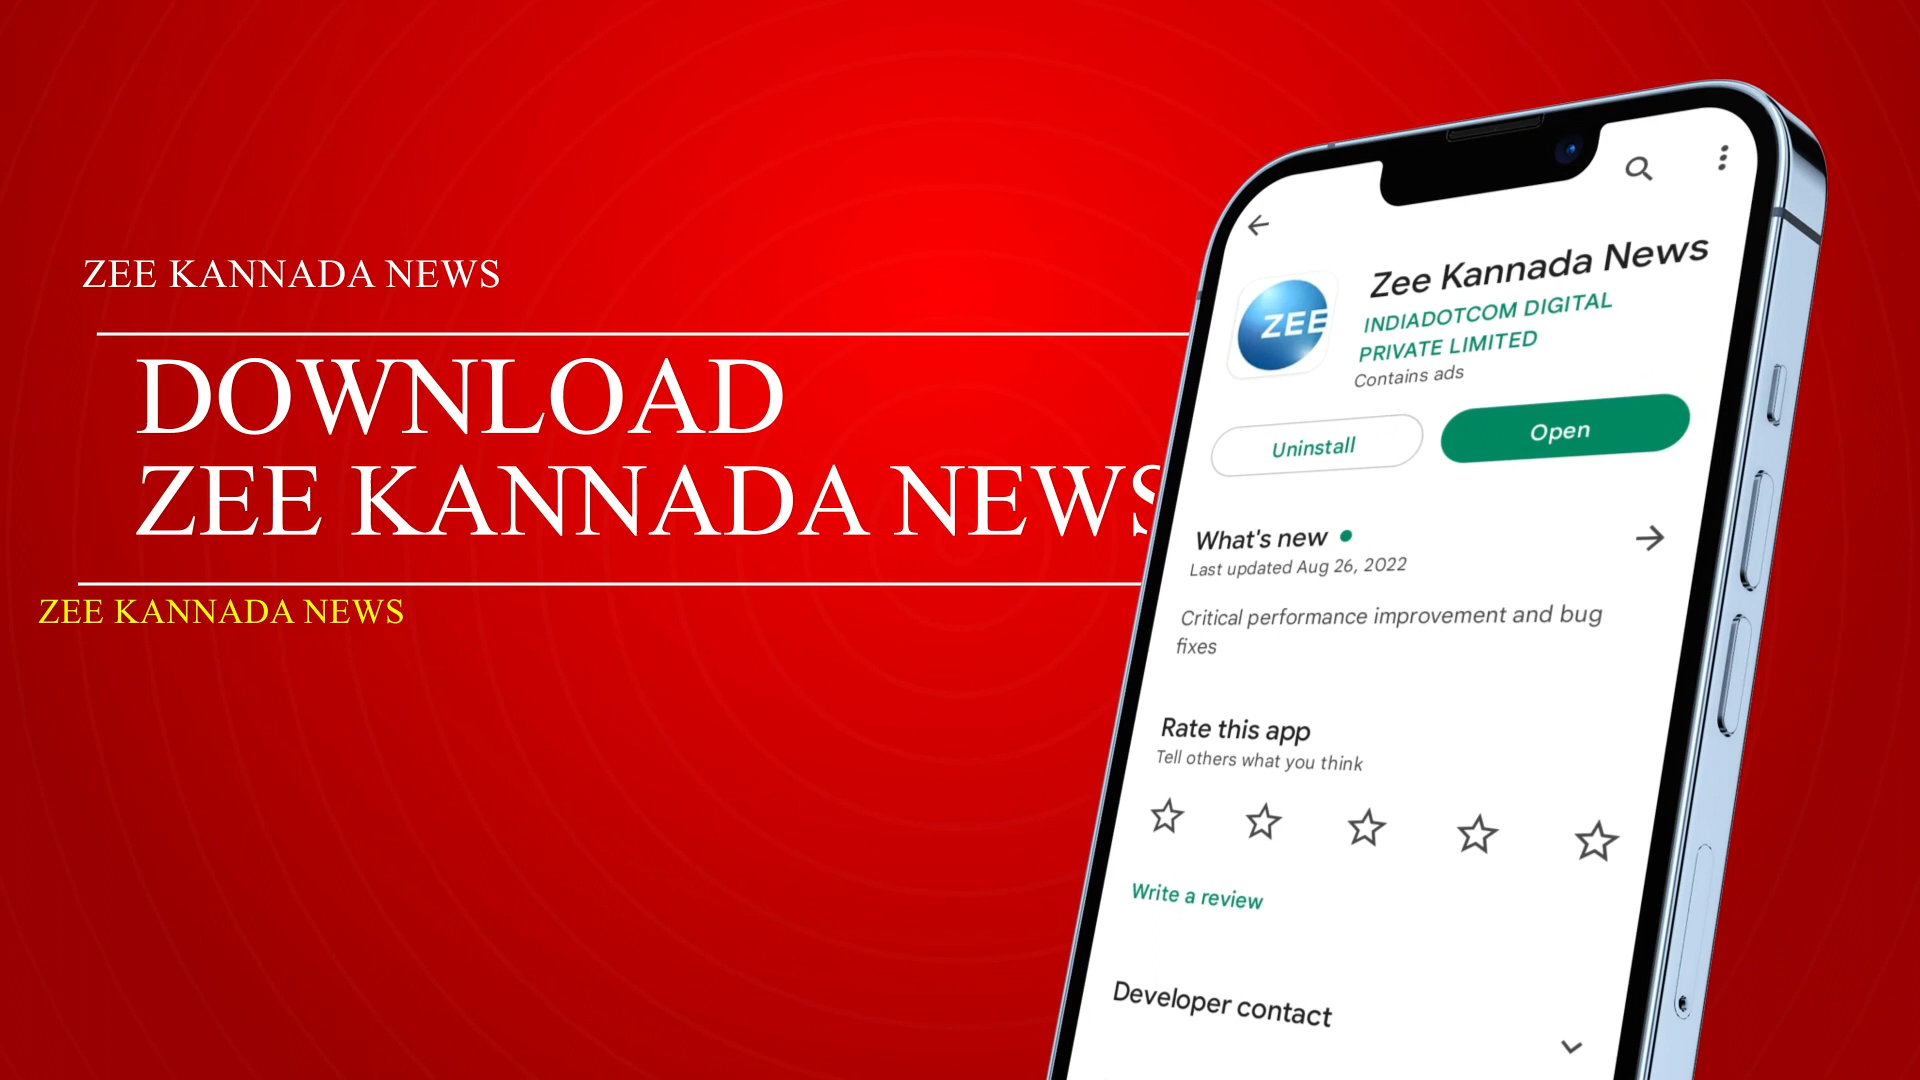 ZEE KANNADA NEWS
DOWNLOAD
ZEE KANNADA NEWS
ZEE KANNADA NEWS
ZEE
Zee Kannada News
INDIADOTCOM DIGITAL
PRIVATE LIMITED
Contains ads
Uninstall
Open
What's new
Last updated Aug 26, 2022
Critical performance improvement and bug
fixes
Rate this app
Tell others what you think
Write a review
Developer contact